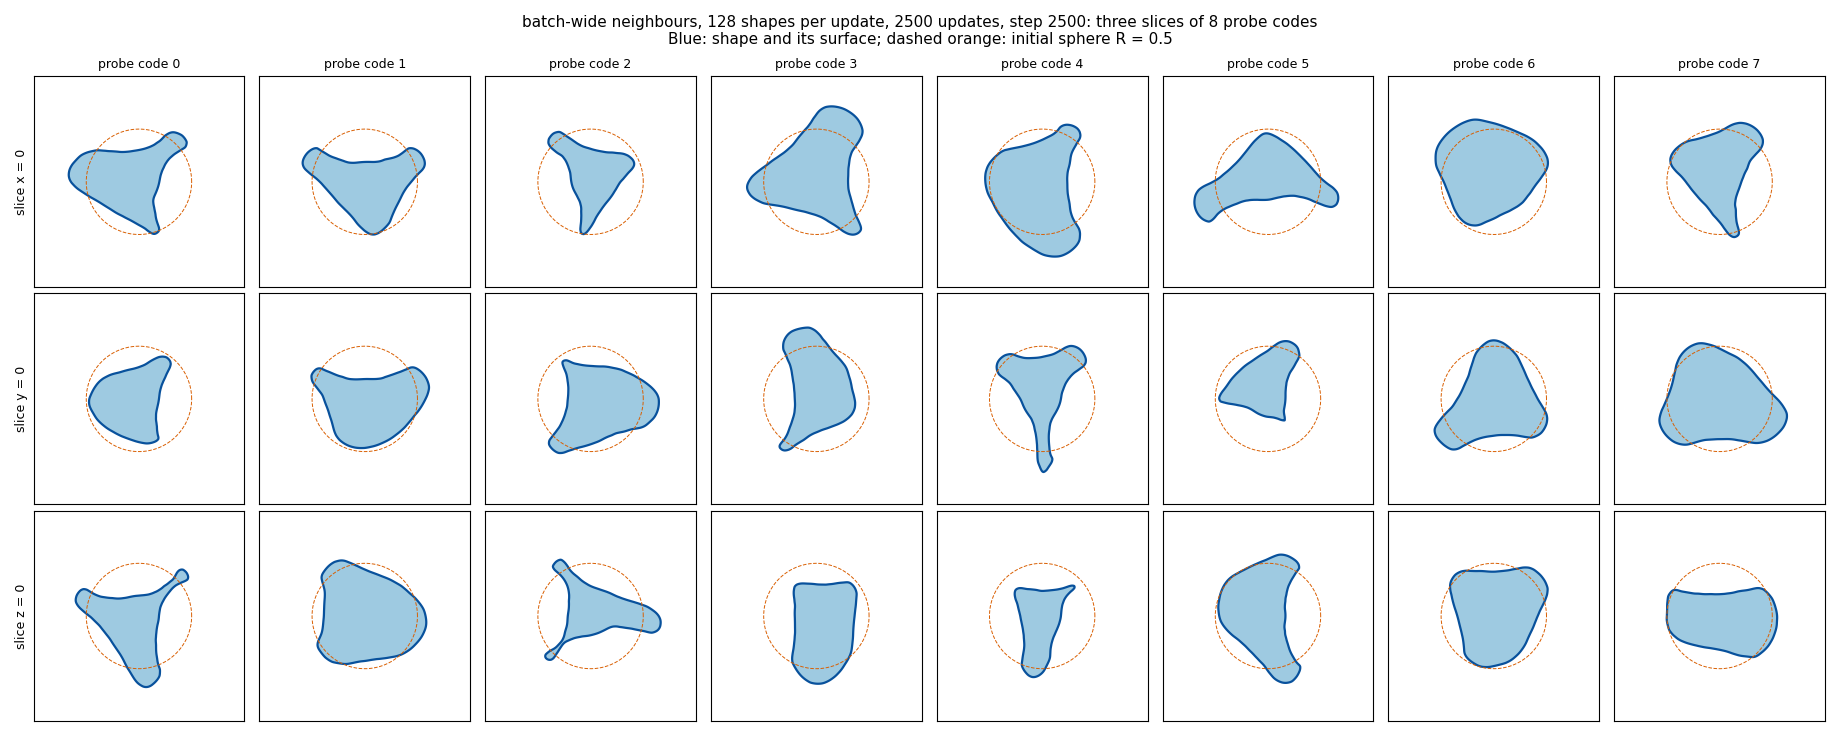 batch-wide neighbours, 128 shapes per update, 2500 updates, step 2500: three slices of 8 probe codes
Blue: shape and its surface; dashed orange: initial sphere R = 0.5
probe code 0
probe code 1
probe code 2
probe code 3
probe code 4
probe code 5
probe code 6
probe code 7
slice x = 0
slice y = 0
slice z = 0